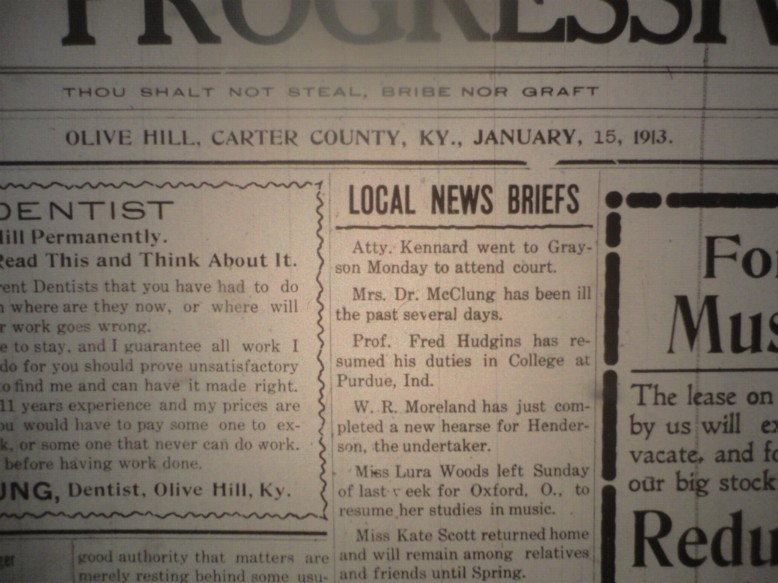 PROGRESSIV
THOU SHALT NOT STEAL, BRIBE NOR GRAFT
OLIVE HILL, CARTER COUNTY, KY., JANUARY, 15, 1913.
DENTIST
Hill Permanently.
Read This and Think About It.
rent Dentists that you have had to do
n where are they now, or where will
r work goes wrong.
e to stay, and I guarantee all work I
do for you should prove unsatisfactory
to find me and can have it made right.
11 years experience and my prices are
ou would have to pay some one to ex-
k, or some one that never can do work.
before having work done.
UNG, Dentist, Olive Hill, Ky.
ger
good authority that matters are
merely resting behind some usu-
LOCAL NEWS BRIEFS
Atty. Kennard went to Gray-
son Monday to attend court.
Mrs. Dr. McClung has been ill
the past several days.
Prof. Fred Hudgins has re-
sumed his duties in College at
Purdue, Ind.
W. R. Moreland has just com-
pleted a new hearse for Hender-
son, the undertaker.
Miss Lura Woods left Sunday
of last week for Oxford, O., to
resume her studies in music.
Miss Kate Scott returned home
and will remain among relatives
and friends until Spring.
For
Mus
The lease on
by us will ex
vacate, and fo
our big stock
Redu